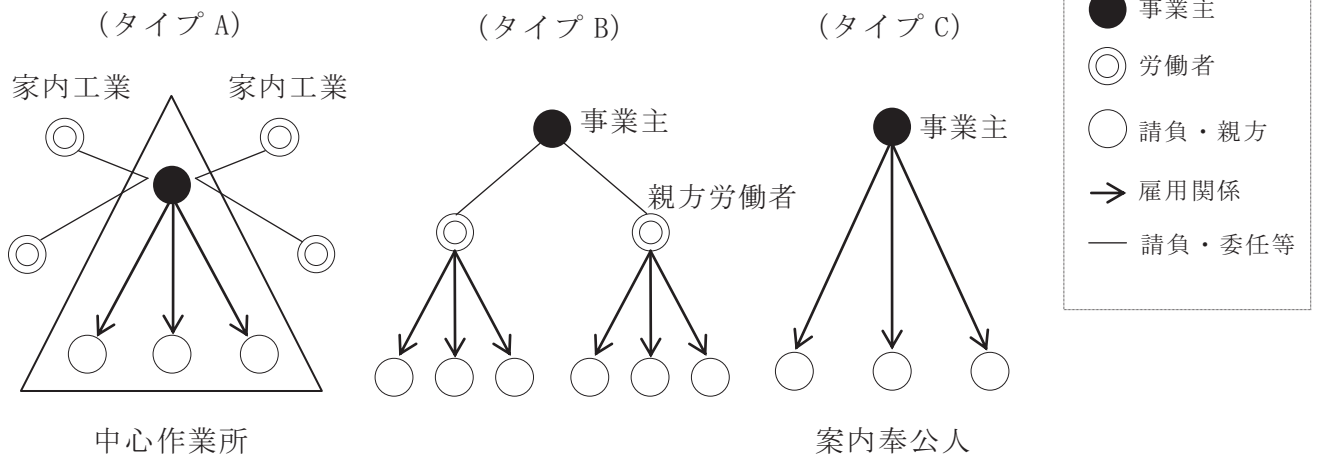 (タイプ A)
(タイプ B)
(タイプ C)
家内工業
家内工業
事業主
親方労働者
事業主
中心作業所
案内奉公人
事業主
労働者
請負・親方
雇用関係
請負・委任等